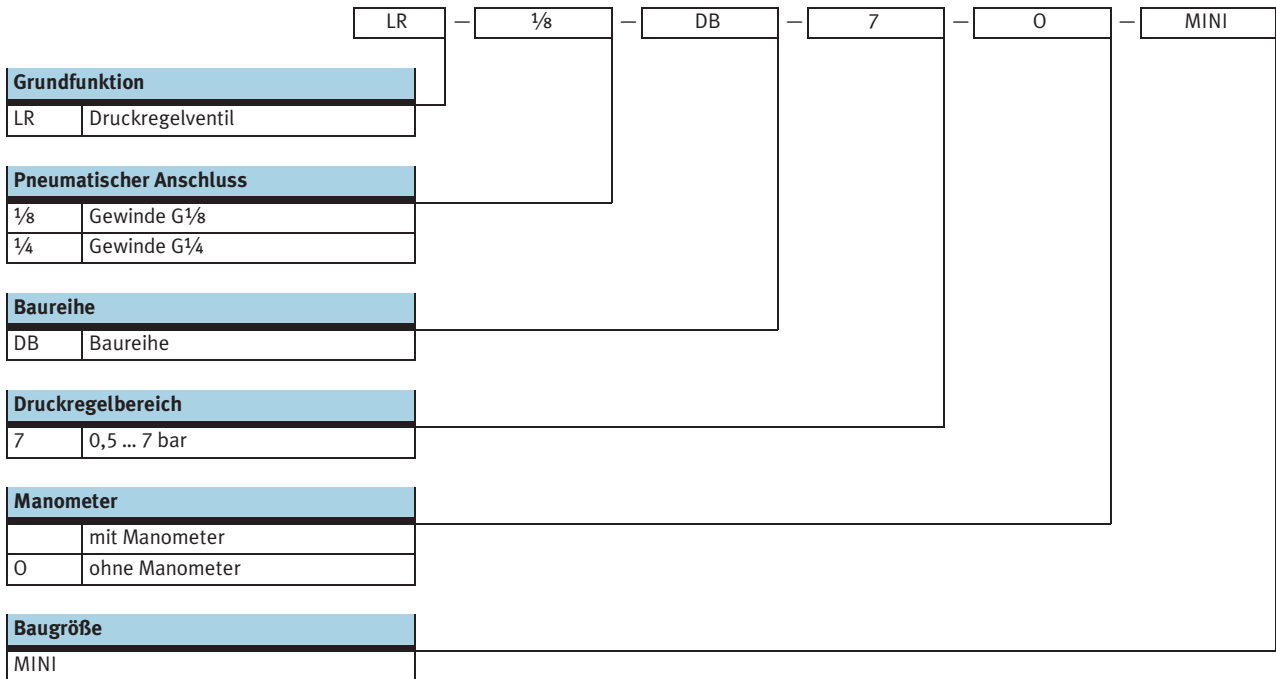 LR – ⅛ – DB – 7 – O – MINI
Grundfunktion
LR Druckregelventil
Pneumatischer Anschluss
⅛ Gewinde G⅛
¼ Gewinde G¼
Baureihe
DB Baureihe
Druckregelbereich
7 0,5 ... 7 bar
Manometer
mit Manometer
O ohne Manometer
Baugröße
MINI